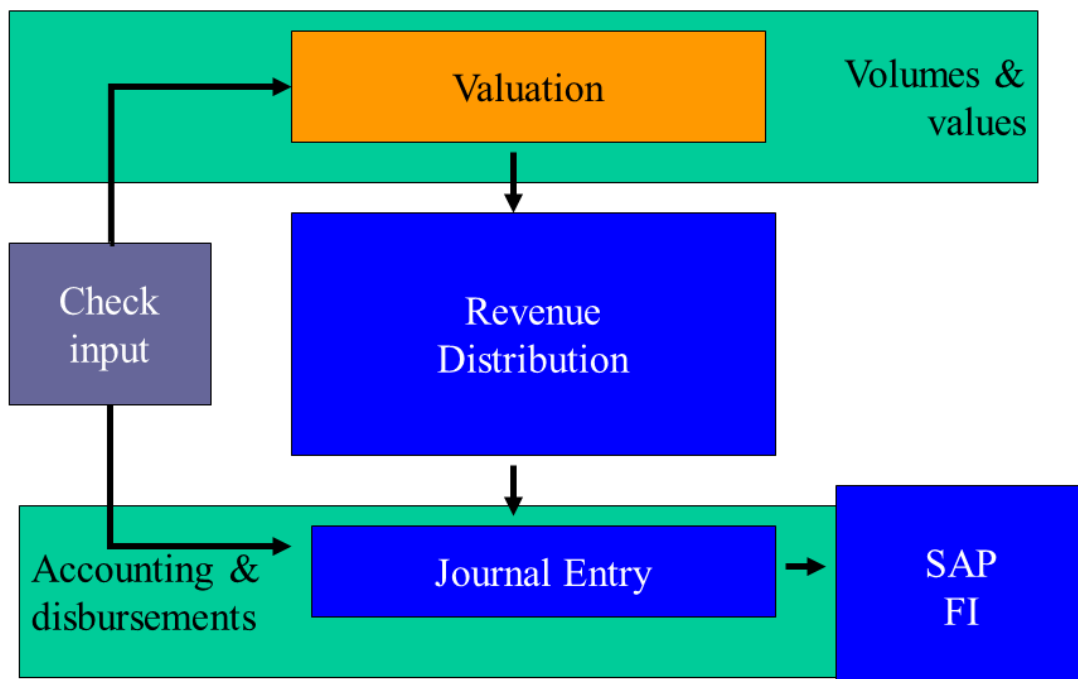 Valuation
Volumes &
values
Check
input
Revenue
Distribution
Accounting &
disbursements
Journal Entry
SAP
FI